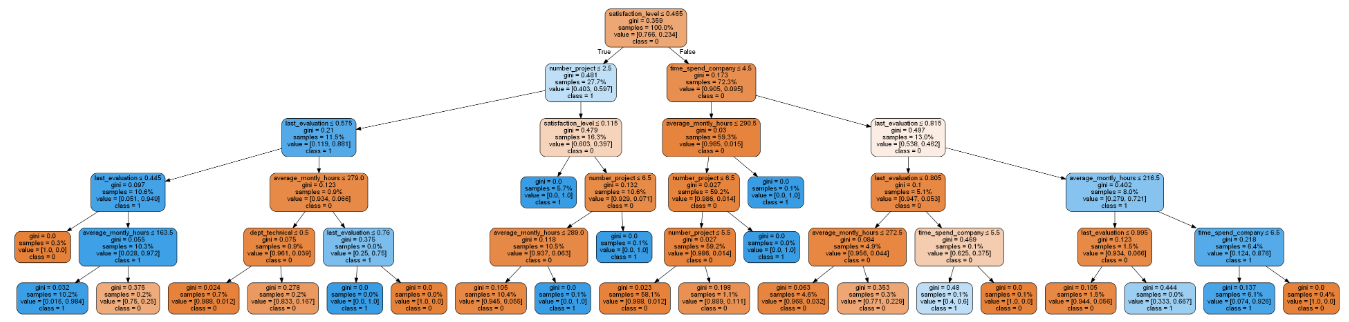 satisfaction_level ≤ 0.465
gini = 0.359
samples = 100.0%
value = [0.766, 0.234]
class = 0
True
False
number_project ≤ 2.5
gini = 0.481
samples = 27.7%
value = [0.403, 0.597]
class = 1
time_spend_company ≤ 4.5
gini = 0.173
samples = 72.3%
value = [0.905, 0.095]
class = 0
last_evaluation ≤ 0.575
gini = 0.21
samples = 11.5%
value = [0.119, 0.881]
class = 1
satisfaction_level ≤ 0.115
gini = 0.479
samples = 16.3%
value = [0.603, 0.397]
class = 0
average_montly_hours ≤ 290.5
gini = 0.03
samples = 59.3%
value = [0.985, 0.015]
class = 0
last_evaluation ≤ 0.815
gini = 0.497
samples = 13.0%
value = [0.538, 0.462]
class = 0
last_evaluation ≤ 0.445
gini = 0.097
samples = 10.6%
value = [0.051, 0.949]
class = 1
average_montly_hours ≤ 279.0
gini = 0.123
samples = 0.9%
value = [0.934, 0.066]
class = 0
gini = 0.0
samples = 5.7%
value = [0.0, 1.0]
class = 1
number_project ≤ 6.5
gini = 0.132
samples = 10.6%
value = [0.929, 0.071]
class = 0
number_project ≤ 6.5
gini = 0.027
samples = 59.2%
value = [0.986, 0.014]
class = 0
gini = 0.0
samples = 0.1%
value = [0.0, 1.0]
class = 1
last_evaluation ≤ 0.805
gini = 0.1
samples = 5.1%
value = [0.947, 0.053]
class = 0
average_montly_hours ≤ 216.5
gini = 0.402
samples = 8.0%
value = [0.279, 0.721]
class = 1
gini = 0.0
samples = 0.3%
value = [1.0, 0.0]
class = 0
average_montly_hours ≤ 163.5
gini = 0.055
samples = 10.3%
value = [0.028, 0.972]
class = 1
dept_technical ≤ 0.5
gini = 0.075
samples = 0.9%
value = [0.961, 0.039]
class = 0
last_evaluation ≤ 0.76
gini = 0.375
samples = 0.0%
value = [0.25, 0.75]
class = 1
average_montly_hours ≤ 289.0
gini = 0.118
samples = 10.5%
value = [0.937, 0.063]
class = 0
gini = 0.0
samples = 0.1%
value = [0.0, 1.0]
class = 1
number_project ≤ 5.5
gini = 0.027
samples = 59.2%
value = [0.986, 0.014]
class = 0
gini = 0.0
samples = 0.0%
value = [0.0, 1.0]
class = 1
average_montly_hours ≤ 272.5
gini = 0.084
samples = 4.9%
value = [0.956, 0.044]
class = 0
time_spend_company ≤ 5.5
gini = 0.469
samples = 0.1%
value = [0.625, 0.375]
class = 0
last_evaluation ≤ 0.995
gini = 0.123
samples = 1.6%
value = [0.934, 0.066]
class = 0
time_spend_company ≤ 6.5
gini = 0.218
samples = 6.4%
value = [0.124, 0.876]
class = 1
gini = 0.032
samples = 10.2%
value = [0.016, 0.984]
class = 1
gini = 0.375
samples = 0.2%
value = [0.75, 0.25]
class = 0
gini = 0.024
samples = 0.7%
value = [0.988, 0.012]
class = 0
gini = 0.278
samples = 0.2%
value = [0.833, 0.167]
class = 0
gini = 0.0
samples = 0.0%
value = [0.0, 1.0]
class = 1
gini = 0.0
samples = 0.0%
value = [1.0, 0.0]
class = 0
gini = 0.105
samples = 10.4%
value = [0.945, 0.055]
class = 0
gini = 0.0
samples = 0.1%
value = [0.0, 1.0]
class = 1
gini = 0.023
samples = 58.1%
value = [0.988, 0.012]
class = 0
gini = 0.198
samples = 1.1%
value = [0.889, 0.111]
class = 0
gini = 0.063
samples = 4.6%
value = [0.968, 0.032]
class = 0
gini = 0.353
samples = 0.3%
value = [0.771, 0.229]
class = 0
gini = 0.48
samples = 0.1%
value = [0.4, 0.6]
class = 1
gini = 0.0
samples = 0.1%
value = [1.0, 0.0]
class = 0
gini = 0.105
samples = 1.5%
value = [0.944, 0.056]
class = 0
gini = 0.444
samples = 0.0%
value = [0.333, 0.667]
class = 1
gini = 0.137
samples = 6.1%
value = [0.074, 0.926]
class = 1
gini = 0.0
samples = 0.4%
value = [1.0, 0.0]
class = 0